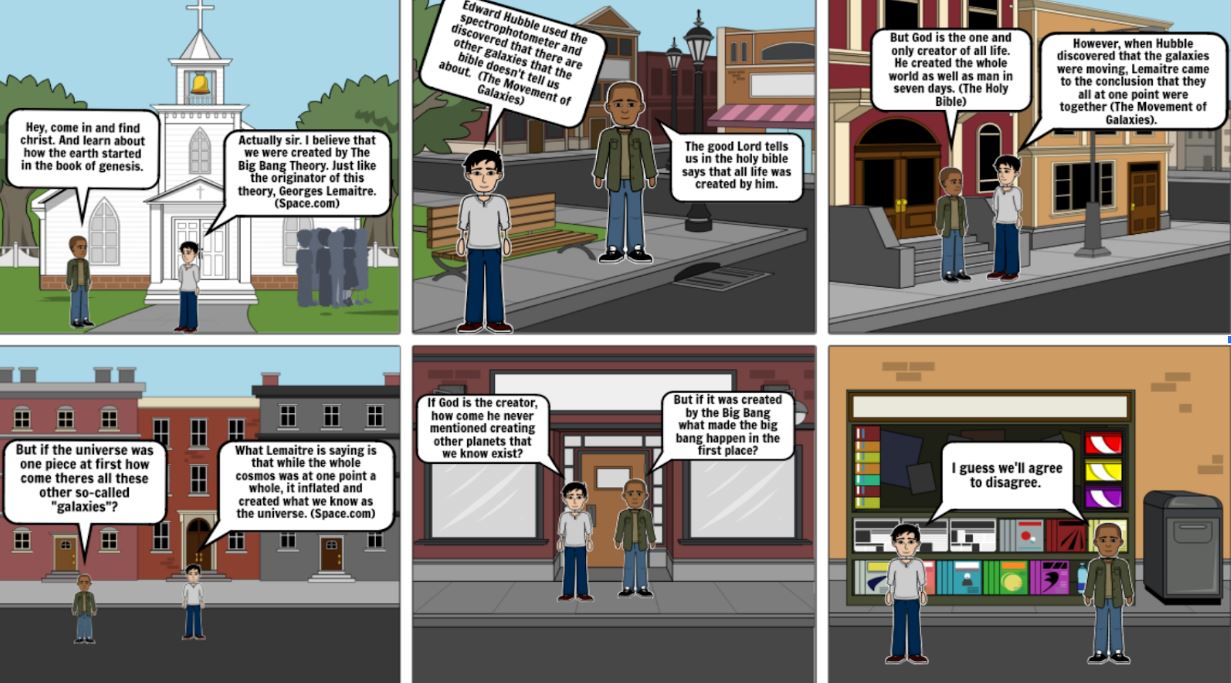 Hey, come in and find
christ. And learn about
how the earth started
in the book of genesis.
Actually sir. I believe that
we were created by The
Big Bang Theory. Just like
the originator of this
theory, Georges Lemaitre.
(Space.com)
Edward Hubble used the
spectrophotometer and
discovered that there are
other galaxies that the
bible doesn't tell us
about. (The Movement of
Galaxies)
The good Lord tells
us in the holy bible
says that all life was
created by him.
But God is the one and
only creator of all life.
He created the whole
world as well as man in
seven days. (The Holy
Bible)
However, when Hubble
discovered that the galaxies
were moving, Lemaitre came
to the conclusion that they
all at one point were
together (The Movement of
Galaxies).
But if the universe was
one piece at first how
come theres all these
other so-called
"galaxies"?
What Lemaitre is saying is
that while the whole
cosmos was at one point a
whole, it inflated and
created what we know as
the universe. (Space.com)
If God is the creator,
how come he never
mentioned creating
other planets that
we know exist?
But if it was created
by the Big Bang
what made the big
bang happen in the
first place?
I guess we'll agree
to disagree.